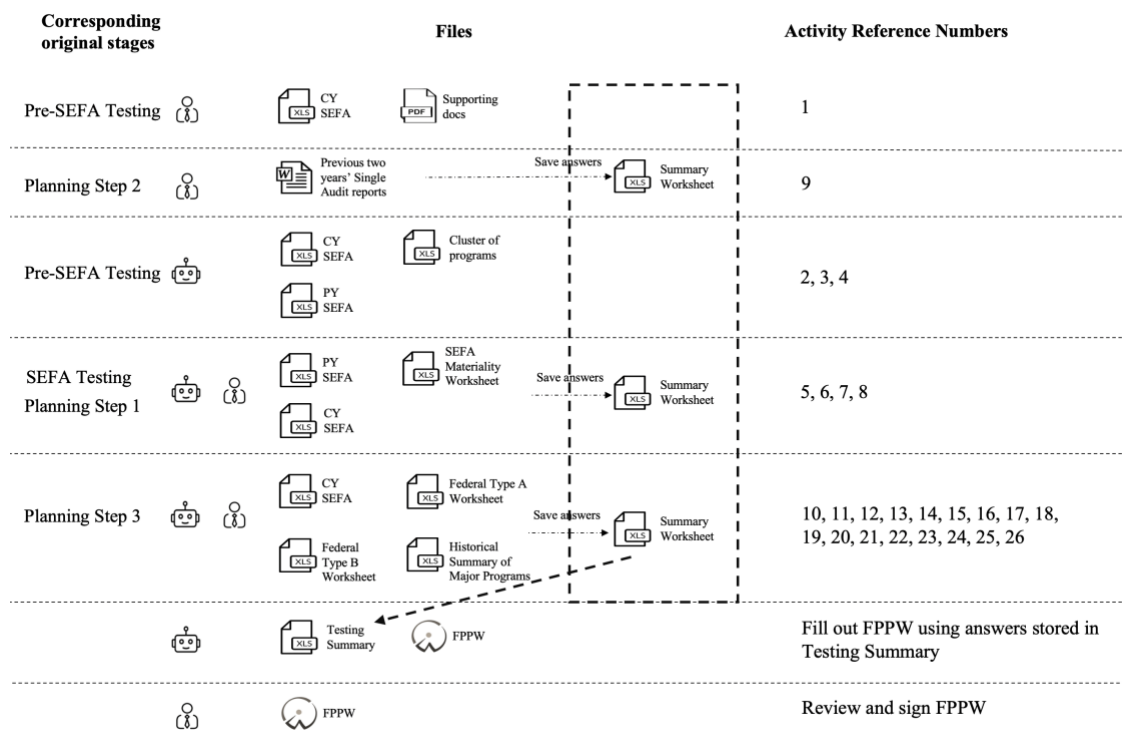 Corresponding
original stages
Files
Activity Reference Numbers
Pre-SEFA Testing
XLS
CY
SEFA
PDF
Supporting
docs
1
Planning Step 2
W
Previous two
years' Single
Audit reports
Save answers
XLS
Summary
Worksheet
9
Pre-SEFA Testing
XLS
CY
SEFA
XLS
Cluster of
programs
XLS
PY
SEFA
2, 3, 4
SEFA Testing
Planning Step 1
XLS
PY
SEFA
XLS
SEFA
Materiality
Worksheet
XLS
CY
SEFA
Save answers
XLS
Summary
Worksheet
5, 6, 7, 8
Planning Step 3
XLS
CY
SEFA
XLS
Federal Type A
Worksheet
XLS
Federal
Type B
Worksheet
XLS
Historical
Summary of
Major Programs
Save answers
XLS
Summary
Worksheet
10, 11, 12, 13, 14, 15, 16, 17, 18,
19, 20, 21, 22, 23, 24, 25, 26
XLS
Testing
Summary
FPPW
Fill out FPPW using answers stored in
Testing Summary
FPPW
Review and sign FPPW